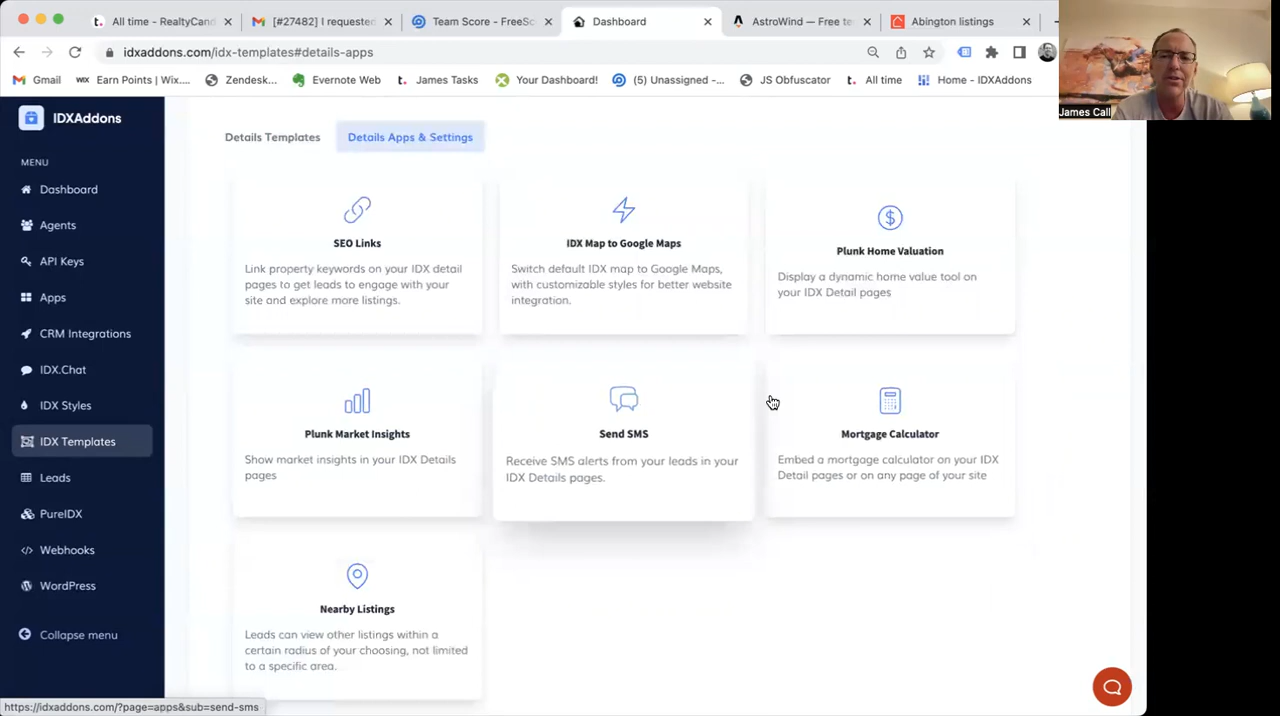 All time - RealtyCand
[#27482] I requested
Team Score - FreeSc
Dashboard
AstroWind — Free te
Abington listings
idxaddons.com/idx-templates#details-apps
Gmail
WIX Earn Points | Wix....
Zendesk...
Evernote Web
t. James Tasks
Your Dashboard!
(5) Unassigned -...
JS Obfuscator
t. All time
Home - IDXAddons
James Call
IDXAddons
MENU
Dashboard
Agents
API Keys
Apps
CRM Integrations
IDX.Chat
IDX Styles
IDX Templates
Leads
PureIDX
Webhooks
WordPress
Collapse menu
Details Templates
Details Apps & Settings
SEO Links
Link property keywords on your IDX detail
pages to get leads to engage with your
site and explore more listings.
IDX Map to Google Maps
Switch default IDX map to Google Maps,
with customizable styles for better website
integration.
Plunk Home Valuation
Display a dynamic home value tool on
your IDX Detail pages
Plunk Market Insights
Show market insights in your IDX Details
pages
Send SMS
Receive SMS alerts from your leads in your
IDX Details pages.
Mortgage Calculator
Embed a mortgage calculator on your IDX
Detail pages or on any page of your site
Nearby Listings
Leads can view other listings within a
certain radius of your choosing, not limited
to a specific area.
https://idxaddons.com/?page=apps&sub=send-sms